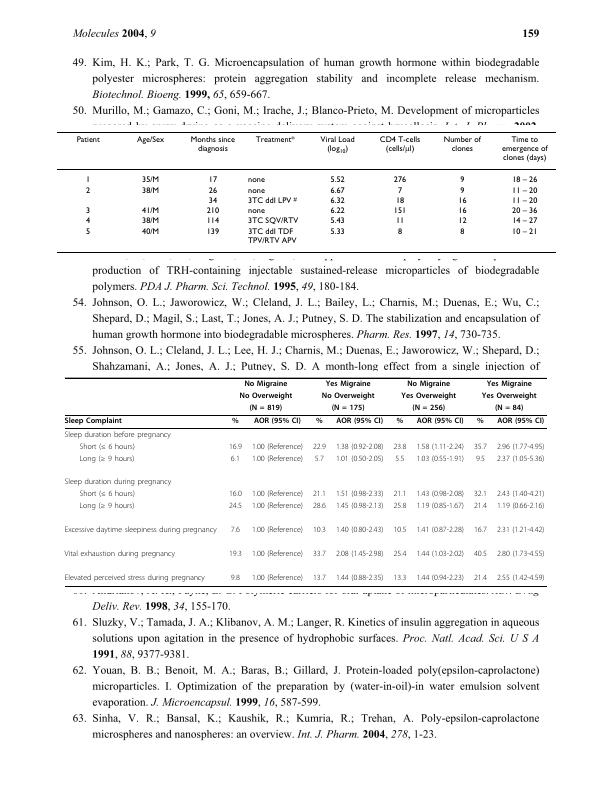 Molecules 2004, 9 159
49. Kim, H. K.; Park, T. G. Microencapsulation of human growth hormone within biodegradable
polyester microspheres: protein aggregation stability and incomplete release mechanism.
Biotechnol. Bioeng. 1999, 65, 659-667.
50. Murillo, M.; Gamazo, C.; Goni, M.; Irache, J.; Blanco-Prieto, M. Development of microparticles
Patient Age/Sex Months since Treatment* Viral Load CD4 T-cells Number of Time to
diagnosis (log10) (cells/μl) clones emergence of
clones (days)
1 35/M 17 none 5.52 276 9 18 – 26
2 38/M 26 none 6.67 7 9 11 – 20
34 3TC ddI LPV # 6.32 18 16 11 – 20
3 41/M 210 none 6.22 151 16 20 – 36
4 38/M 114 3TC SQV/RTV 5.43 11 12 14 – 27
5 40/M 139 3TC ddI TDF 5.33 8 8 10 – 21
TPV/RTV APV
production of TRH-containing injectable sustained-release microparticles of biodegradable
polymers. PDA J. Pharm. Sci. Technol. 1995, 49, 180-184.
54. Johnson, O. L.; Jaworowicz, W.; Cleland, J. L.; Bailey, L.; Charnis, M.; Duenas, E.; Wu, C.;
Shepard, D.; Magil, S.; Last, T.; Jones, A. J.; Putney, S. D. The stabilization and encapsulation of
human growth hormone into biodegradable microspheres. Pharm. Res. 1997, 14, 730-735.
55. Johnson, O. L.; Cleland, J. L.; Lee, H. J.; Charnis, M.; Duenas, E.; Jaworowicz, W.; Shepard, D.;
Shahzamani, A.; Jones, A. J.; Putney, S. D. A month-long effect from a single injection of
No Migraine Yes Migraine No Migraine Yes Migraine
No Overweight No Overweight Yes Overweight Yes Overweight
(N = 819) (N = 175) (N = 256) (N = 84)
Sleep Complaint % AOR (95% CI) % AOR (95% CI) % AOR (95% CI) % AOR (95% CI)
Sleep duration before pregnancy
Short (≤ 6 hours) 16.9 1.00 (Reference) 22.9 1.38 (0.92-2.08) 23.8 1.58 (1.11-2.24) 35.7 2.96 (1.77-4.95)
Long (≥ 9 hours) 6.1 1.00 (Reference) 5.7 1.01 (0.50-2.05) 5.5 1.03 (0.55-1.91) 9.5 2.37 (1.05-5.36)
Sleep duration during pregnancy
Short (≤ 6 hours) 16.0 1.00 (Reference) 21.1 1.51 (0.98-2.33) 21.1 1.43 (0.98-2.08) 32.1 2.43 (1.40-4.21)
Long (≥ 9 hours) 24.5 1.00 (Reference) 28.6 1.45 (0.98-2.13) 25.8 1.19 (0.85-1.67) 21.4 1.19 (0.66-2.16)
Excessive daytime sleepiness during pregnancy 7.6 1.00 (Reference) 10.3 1.40 (0.80-2.43) 10.5 1.41 (0.87-2.28) 16.7 2.31 (1.21-4.42)
Vital exhaustion during pregnancy 19.3 1.00 (Reference) 33.7 2.08 (1.45-2.98) 25.4 1.44 (1.03-2.02) 40.5 2.80 (1.73-4.55)
Elevated perceived stress during pregnancy 9.8 1.00 (Reference) 13.7 1.44 (0.88-2.35) 13.3 1.44 (0.94-2.23) 21.4 2.55 (1.42-4.59)
Deliv. Rev. 1998, 34, 155-170.
61. Sluzky, V.; Tamada, J. A.; Klibanov, A. M.; Langer, R. Kinetics of insulin aggregation in aqueous
solutions upon agitation in the presence of hydrophobic surfaces. Proc. Natl. Acad. Sci. U S A
1991, 88, 9377-9381.
62. Youan, B. B.; Benoit, M. A.; Baras, B.; Gillard, J. Protein-loaded poly(epsilon-caprolactone)
microparticles. I. Optimization of the preparation by (water-in-oil)-in water emulsion solvent
evaporation. J. Microencapsul. 1999, 16, 587-599.
63. Sinha, V. R.; Bansal, K.; Kaushik, R.; Kumria, R.; Trehan, A. Poly-epsilon-caprolactone
microspheres and nanospheres: an overview. Int. J. Pharm. 2004, 278, 1-23.